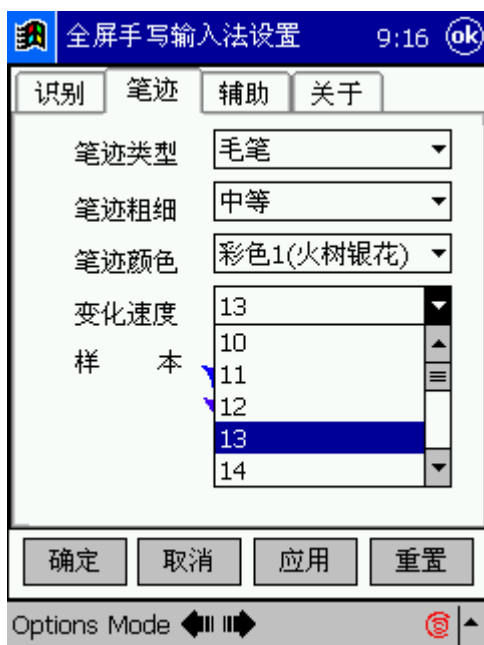 全屏手写输入法设置 9:16 ok
识别 笔迹 辅助 关于
笔迹类型 毛笔
笔迹粗细 中等
笔迹颜色 彩色1(火树银花)
变化速度 13
10
样 本
11
12
13
14
确定 取消 应用 重置
Options Mode